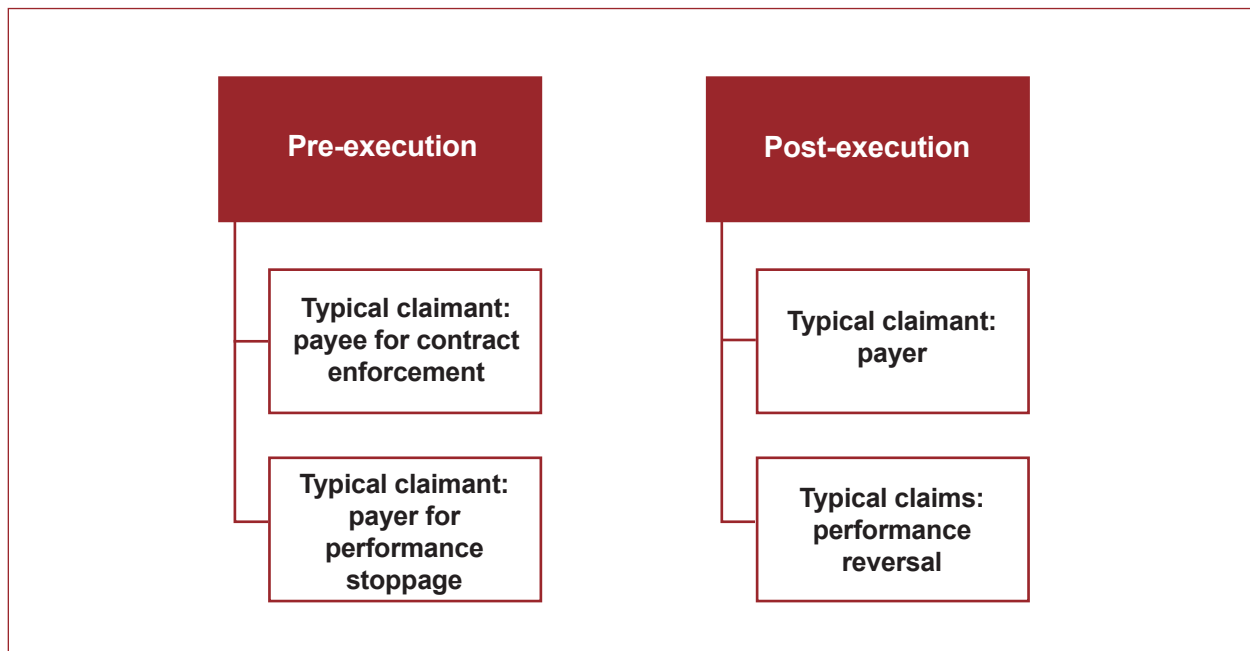 Pre-execution
Typical claimant:
payee for contract
enforcement
Typical claimant:
payer for
performance
stoppage
Post-execution
Typical claimant:
payer
Typical claims:
performance
reversal